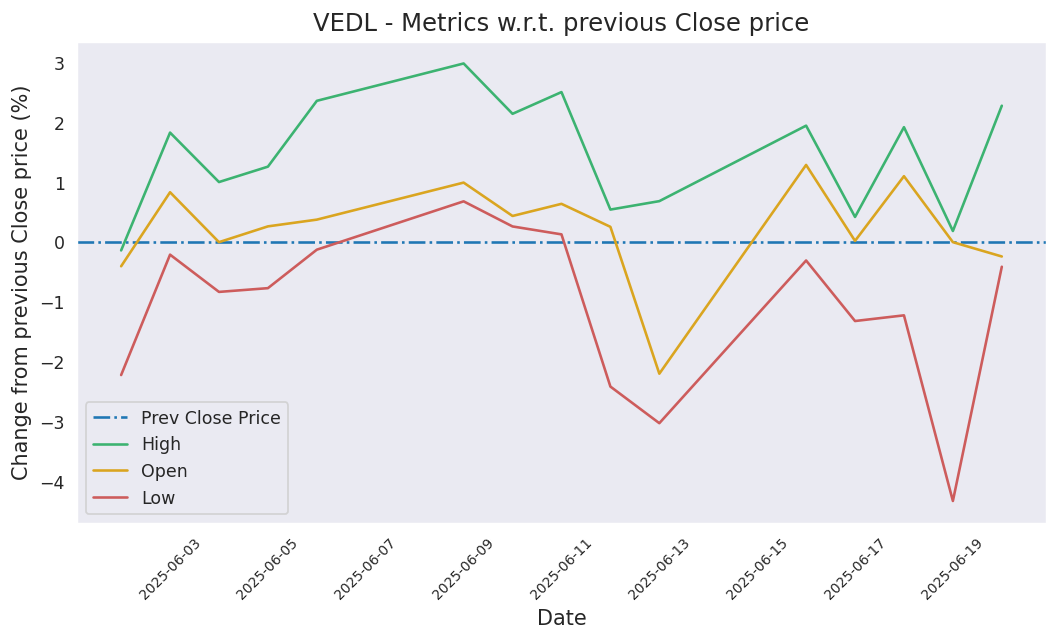 VEDL - Metrics w.r.t. previous Close price
Change from previous Close price (%)
3
2
1
0
−1
−2
−3
−4
Prev Close Price
High
Open
Low
2025-06-03
2025-06-05
2025-06-07
2025-06-09
2025-06-11
2025-06-13
2025-06-15
2025-06-17
2025-06-19
Date